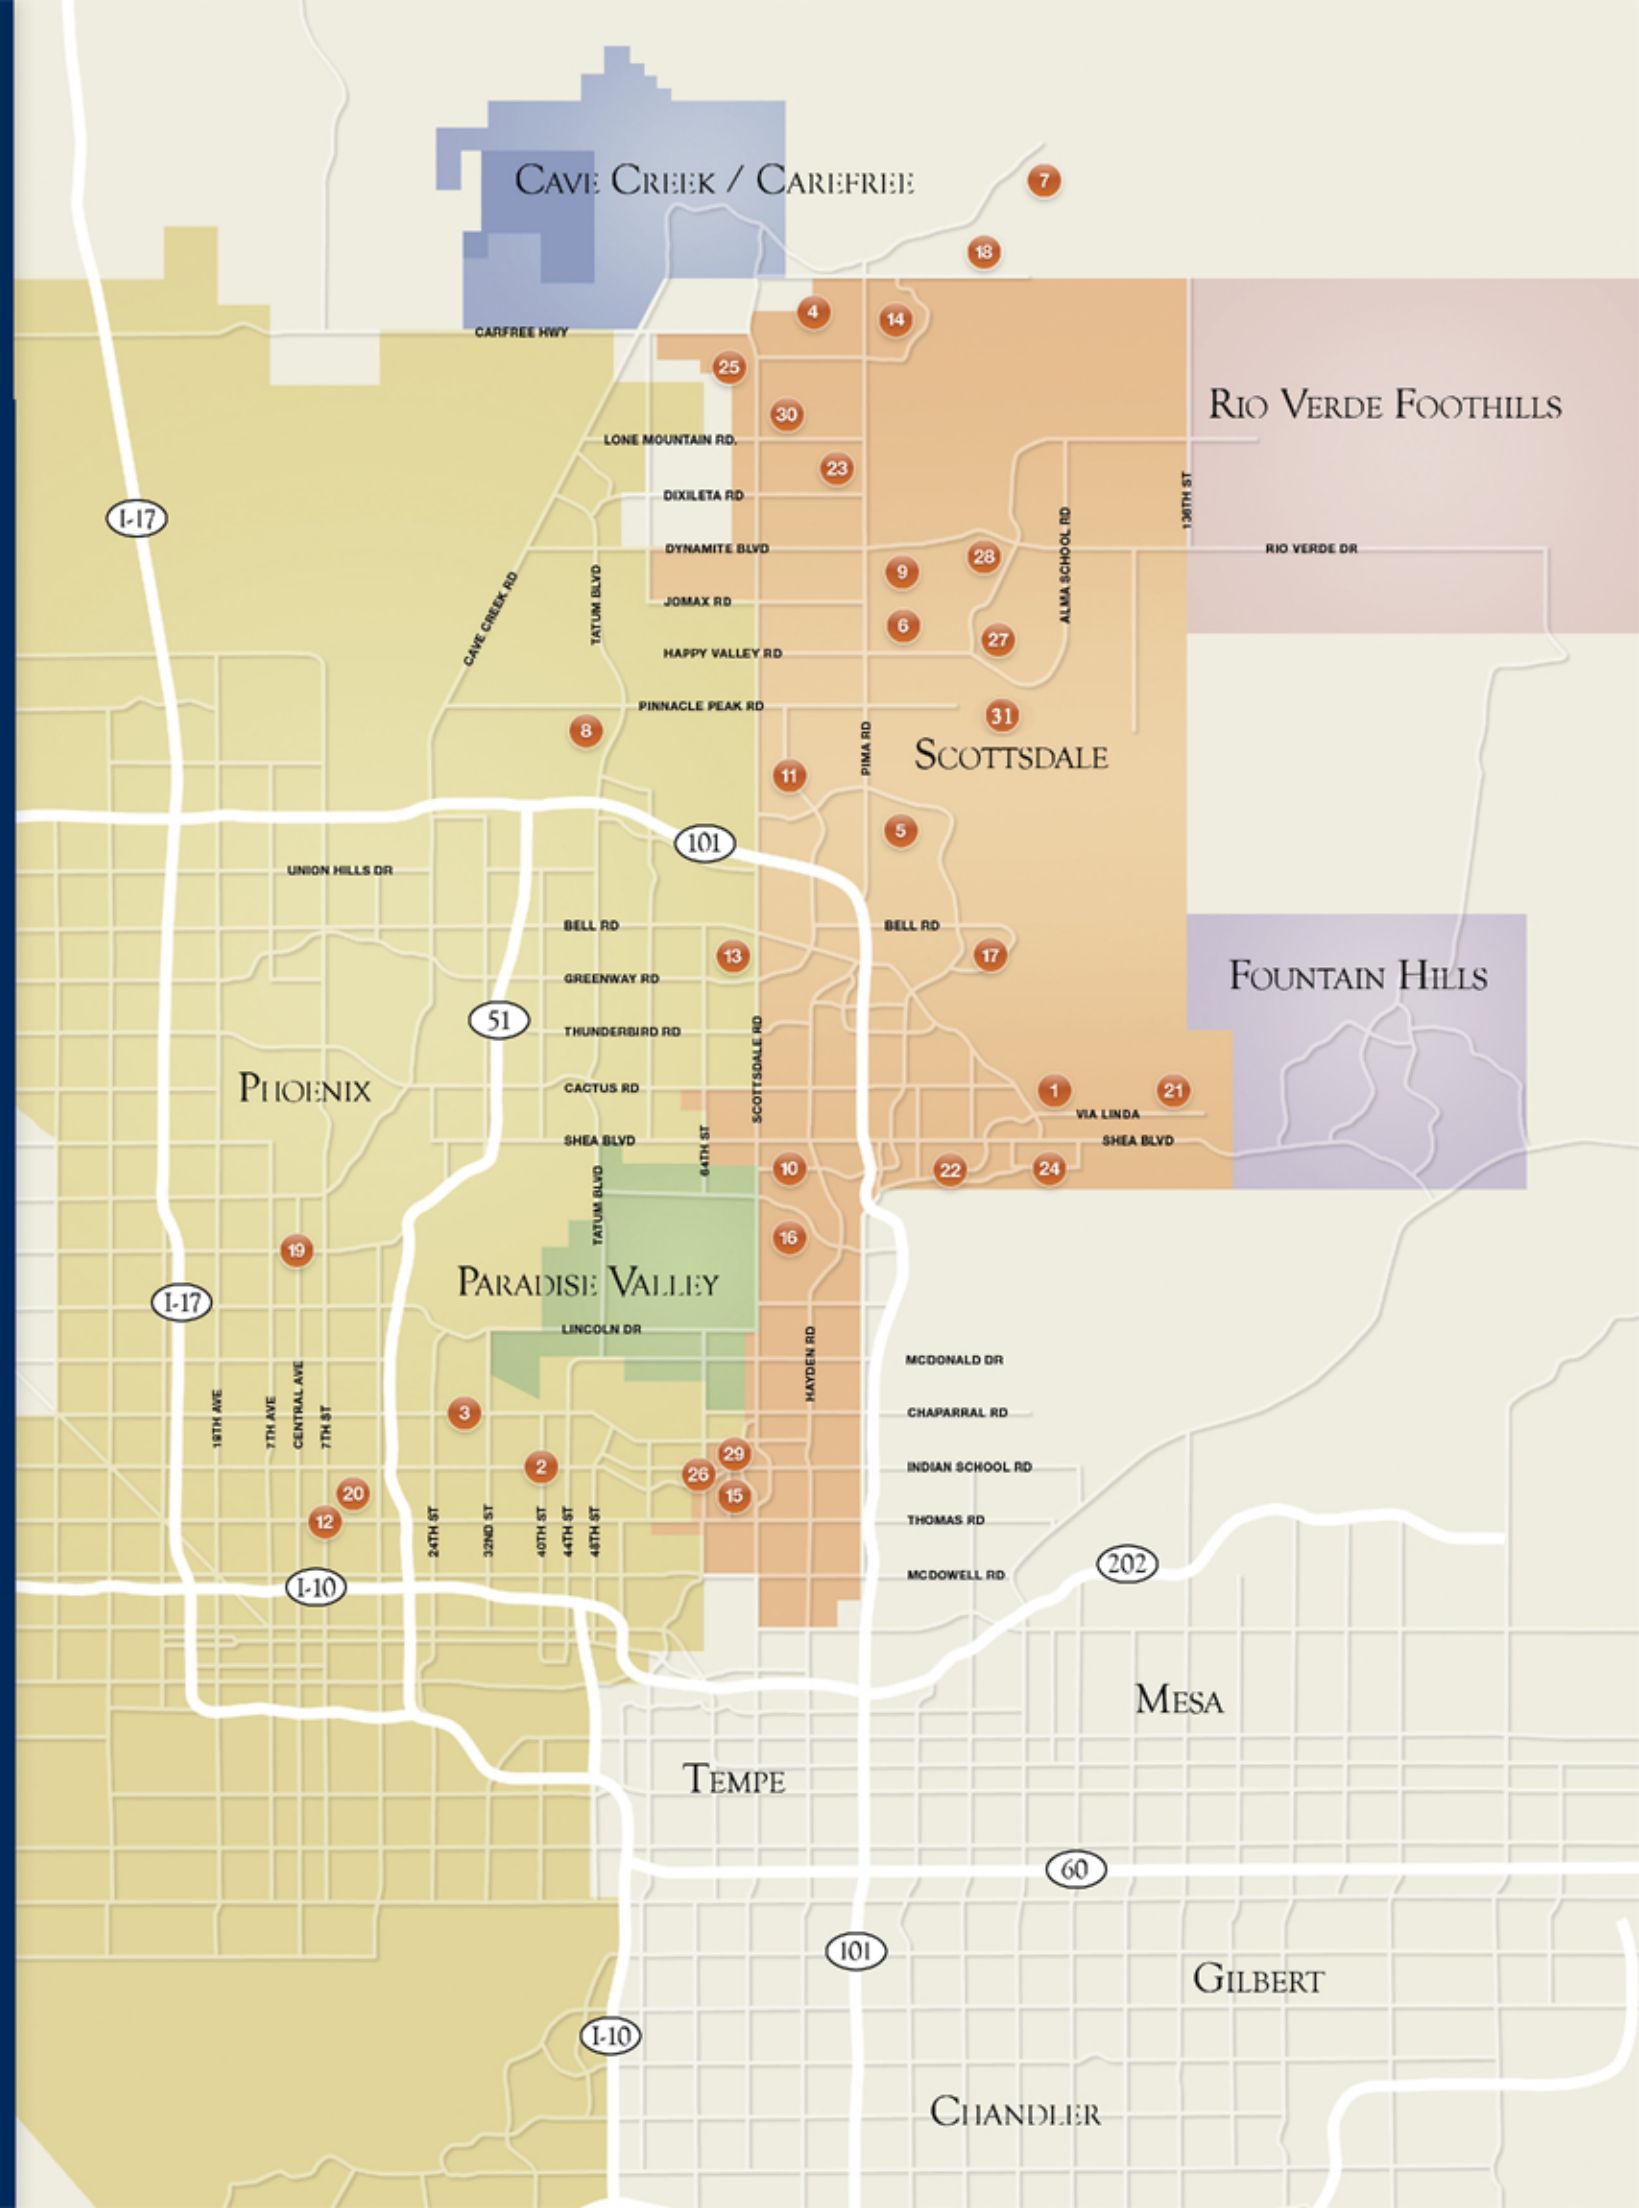 CAVE CREEK / CAREFREE
7
18
4
14
CARFREE HWY
25
RIO VERDE FOOTHILLS
30
LONE MOUNTAIN RD.
23
DIXILETA RD
136TH ST
I-17
DYNAMITE BLVD
RIO VERDE DR
28
9
ALMA SCHOOL RD
TATUM BLVD
JOMAX RD
CAVE CREEK RD
6
27
HAPPY VALLEY RD
PINNACLE PEAK RD
31
8
PIMA RD
SCOTTSDALE
11
5
101
UNION HILLS DR
BELL RD
BELL RD
13
17
FOUNTAIN HILLS
GREENWAY RD
51
THUNDERBIRD RD
SCOTTSDALE RD
PHOENIX
CACTUS RD
1
21
VIA LINDA
SHEA BLVD
SHEA BLVD
64TH ST
10
22
24
TATUM BLVD
16
19
PARADISE VALLEY
I-17
LINCOLN DR
HAYDEN RD
MCDONALD DR
19TH AVE
7TH AVE
CENTRAL AVE
7TH ST
3
CHAPARRAL RD
29
2
26
INDIAN SCHOOL RD
20
15
12
THOMAS RD
24TH ST
32ND ST
40TH ST
44TH ST
48TH ST
202
MCDOWELL RD
I-10
MESA
TEMPE
60
101
GILBERT
I-10
CHANDLER